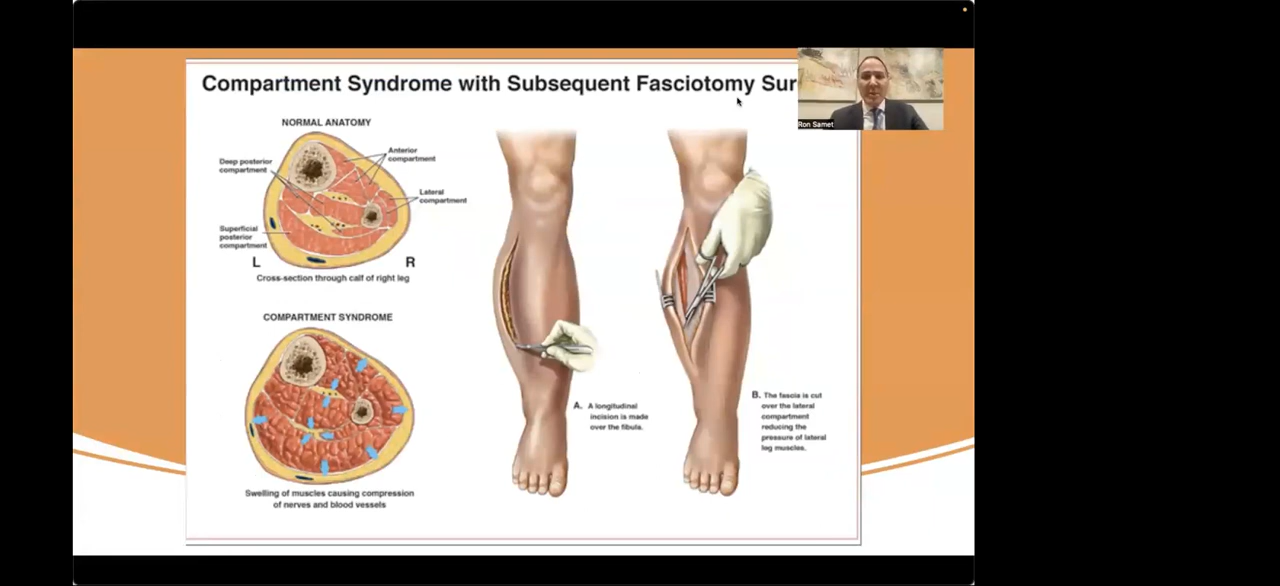 Compartment Syndrome with Subsequent Fasciotomy Sur
Ron Samet
NORMAL ANATOMY
Deep posterior
compartment
Anterior
compartment
Lateral
compartment
Superficial
posterior
compartment
L
R
Cross-section through calf of right leg
COMPARTMENT SYNDROME
Swelling of muscles causing compression
of nerves and blood vessels
A. A longitudinal
incision is made
over the fibula.
B. The fascia is cut
over the lateral
compartment
reducing the
pressure of lateral
leg muscles.